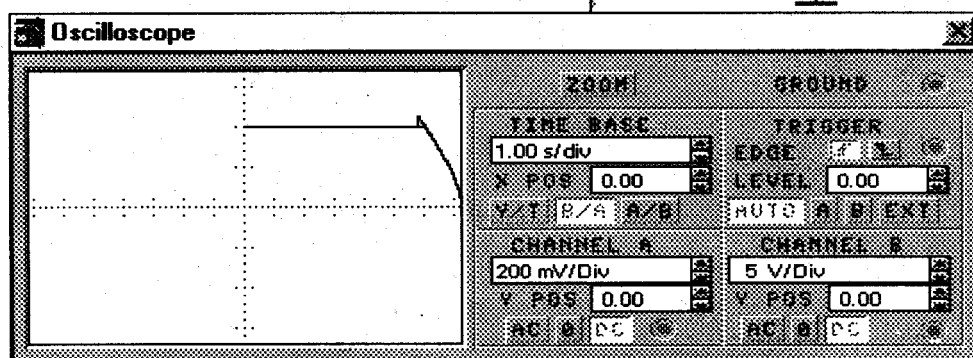 Oscilloscope
ZOOM GROUND
TIME BASE TRIGGER
1.00 s/div EDGE
X POS 0.00 LEVEL 0.00
Y/T B/A A/B AUTO A B EXT
CHANNEL A CHANNEL B
200 mV/Div 5 V/Div
Y POS 0.00 Y POS 0.00
AC 0 DC AC 0 DC